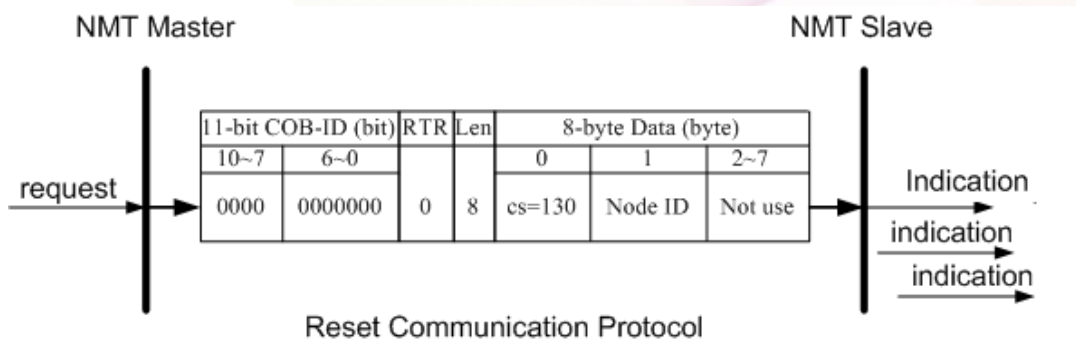 NMT Master NMT Slave
11-bit COB-ID (bit) RTR Len 8-byte Data (byte)
10~7 6~0 0 1 2~7
request 0000 0000000 0 8 cs=130 Node ID Not use Indication
indication
indication
Reset Communication Protocol